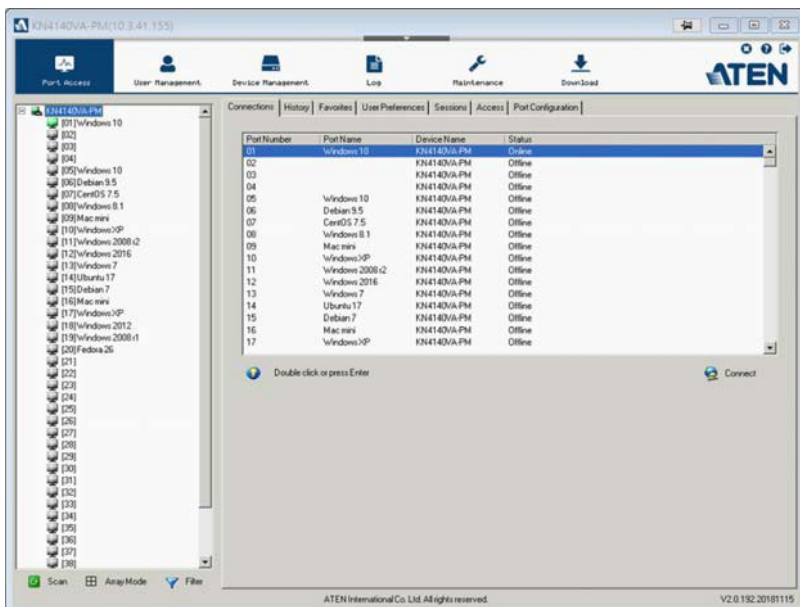 KN4140VA-PM(10.3.41.155)
Port Access
User Management
Device Management
Log
Maintenance
Download
ATEN
KN4140VA-PM
[01]Windows 10
[02]
[03]
[04]
[05]Windows 10
[06]Debian 9.5
[07]CentOS 7.5
[08]Windows 8.1
[09]Mac mini
[10]WindowsXP
[11]Windows 2008 r2
[12]Windows 2016
[13]Windows 7
[14]Ubuntu 17
[15]Debian 7
[16]Mac mini
[17]WindowsXP
[18]Windows 2012
[19]Windows 2008 r1
[20]Fedora 26
[21]
[22]
[23]
[24]
[25]
[26]
[27]
[28]
[29]
[30]
[31]
[32]
[33]
[34]
[35]
[36]
[37]
[38]
Scan
Array Mode
Filter
Connections History Favorites User Preferences Sessions Access Port Configuration
Port Number Port Name Device Name Status
01 Windows 10 KN4140VA-PM Online
02 KN4140VA-PM Offline
03 KN4140VA-PM Offline
04 KN4140VA-PM Offline
05 Windows 10 KN4140VA-PM Offline
06 Debian 9.5 KN4140VA-PM Offline
07 CentOS 7.5 KN4140VA-PM Offline
08 Windows 8.1 KN4140VA-PM Offline
09 Mac mini KN4140VA-PM Offline
10 WindowsXP KN4140VA-PM Offline
11 Windows 2008 r2 KN4140VA-PM Offline
12 Windows 2016 KN4140VA-PM Offline
13 Windows 7 KN4140VA-PM Offline
14 Ubuntu 17 KN4140VA-PM Offline
15 Debian 7 KN4140VA-PM Offline
16 Mac mini KN4140VA-PM Offline
17 WindowsXP KN4140VA-PM Offline
Double click or press Enter
Connect
ATEN International Co. Ltd. All rights reserved.
V2.0.192.20181115